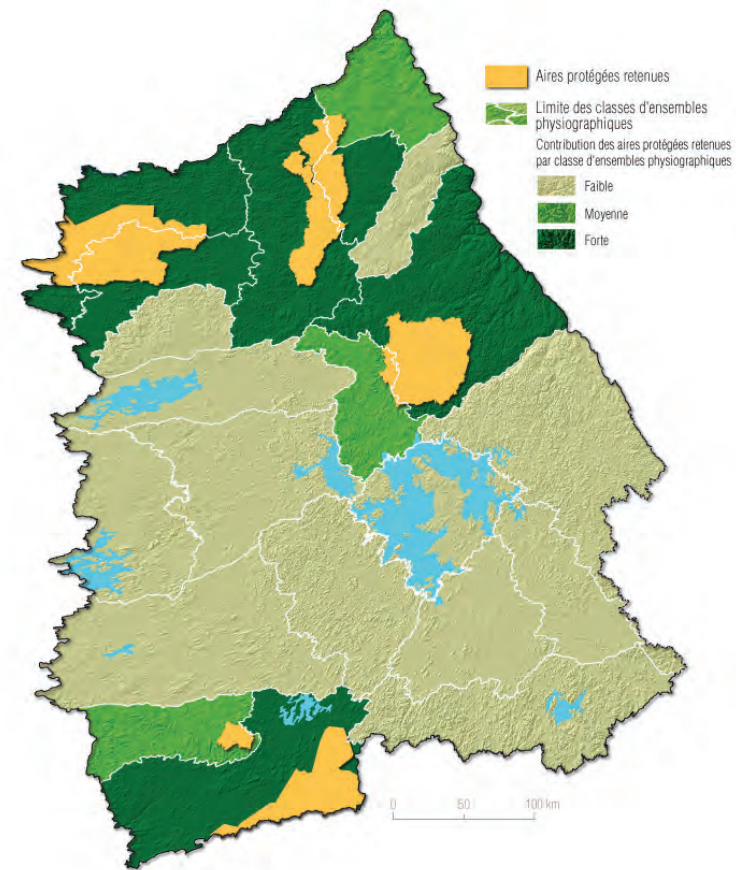 Aires protégées retenues
Limite des classes d'ensembles
physiographiques
Contribution des aires protégées retenues
par classe d'ensembles physiographiques
Faible
Moyenne
Forte
0 50 100 km